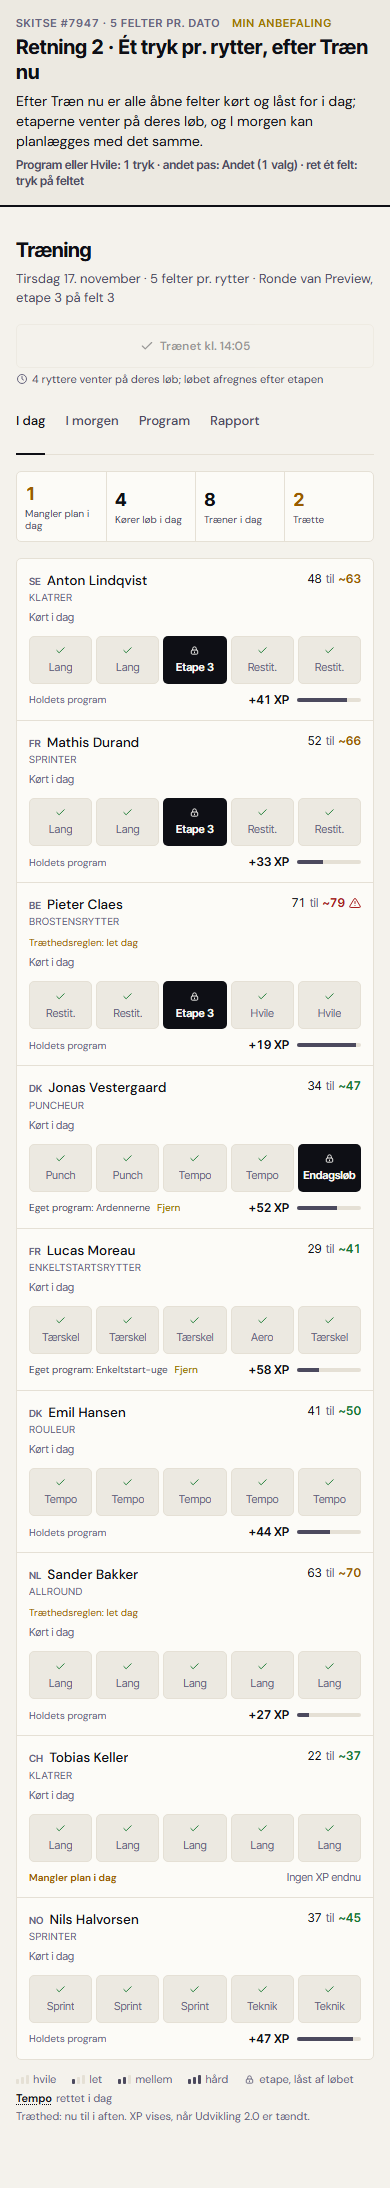 SKITSE #7947 · 5 FELTER PR. DATO MIN ANBEFALING
Retning 2 · Ét tryk pr. rytter, efter Træn
nu
Efter Træn nu er alle åbne felter kørt og låst for i dag;
etaperne venter på deres løb, og I morgen kan
planlægges med det samme.
Program eller Hvile: 1 tryk · andet pas: Andet (1 valg) · ret ét felt:
tryk på feltet
Træning
Tirsdag 17. november · 5 felter pr. rytter · Ronde van Preview,
etape 3 på felt 3
Trænet kl. 14:05
4 ryttere venter på deres løb; løbet afregnes efter etapen
I dag I morgen Program Rapport
1 4 8 2
Mangler plan i dag Kører løb i dag Træner i dag Trætte
SE Anton Lindqvist 48 til ~63
KLATRER
Kørt i dag
Lang Lang Etape 3 Restit. Restit.
Holdets program +41 XP
FR Mathis Durand 52 til ~66
SPRINTER
Kørt i dag
Lang Lang Etape 3 Restit. Restit.
Holdets program +33 XP
BE Pieter Claes 71 til ~79
BROSTENSRYTTER
Træthedsreglen: let dag
Kørt i dag
Restit. Restit. Etape 3 Hvile Hvile
Holdets program +19 XP
DK Jonas Vestergaard 34 til ~47
PUNCHEUR
Kørt i dag
Punch Punch Tempo Tempo Endagsløb
Eget program: Ardennerne Fjern +52 XP
FR Lucas Moreau 29 til ~41
ENKELTSTARTSRYTTER
Kørt i dag
Tærskel Tærskel Tærskel Aero Tærskel
Eget program: Enkeltstart-uge Fjern +58 XP
DK Emil Hansen 41 til ~50
ROULEUR
Kørt i dag
Tempo Tempo Tempo Tempo Tempo
Holdets program +44 XP
NL Sander Bakker 63 til ~70
ALLROUND
Træthedsreglen: let dag
Kørt i dag
Lang Lang Lang Lang Lang
Holdets program +27 XP
CH Tobias Keller 22 til ~37
KLATRER
Kørt i dag
Lang Lang Lang Lang Lang
Mangler plan i dag Ingen XP endnu
NO Nils Halvorsen 37 til ~45
SPRINTER
Kørt i dag
Sprint Sprint Sprint Teknik Teknik
Holdets program +47 XP
hvile let mellem hård etape, låst af løbet
Tempo rettet i dag
Træthed: nu til i aften. XP vises, når Udvikling 2.0 er tændt.